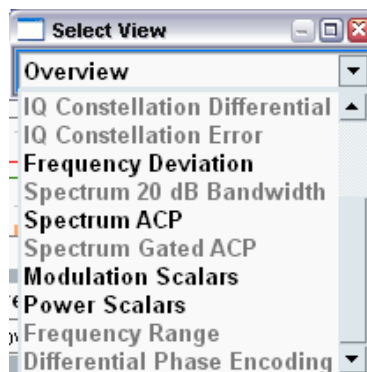 Select View
Overview
IQ Constellation Differential
IQ Constellation Error
Frequency Deviation
Spectrum 20 dB Bandwidth
Spectrum ACP
Spectrum Gated ACP
Modulation Scalars
Power Scalars
Frequency Range
Differential Phase Encoding